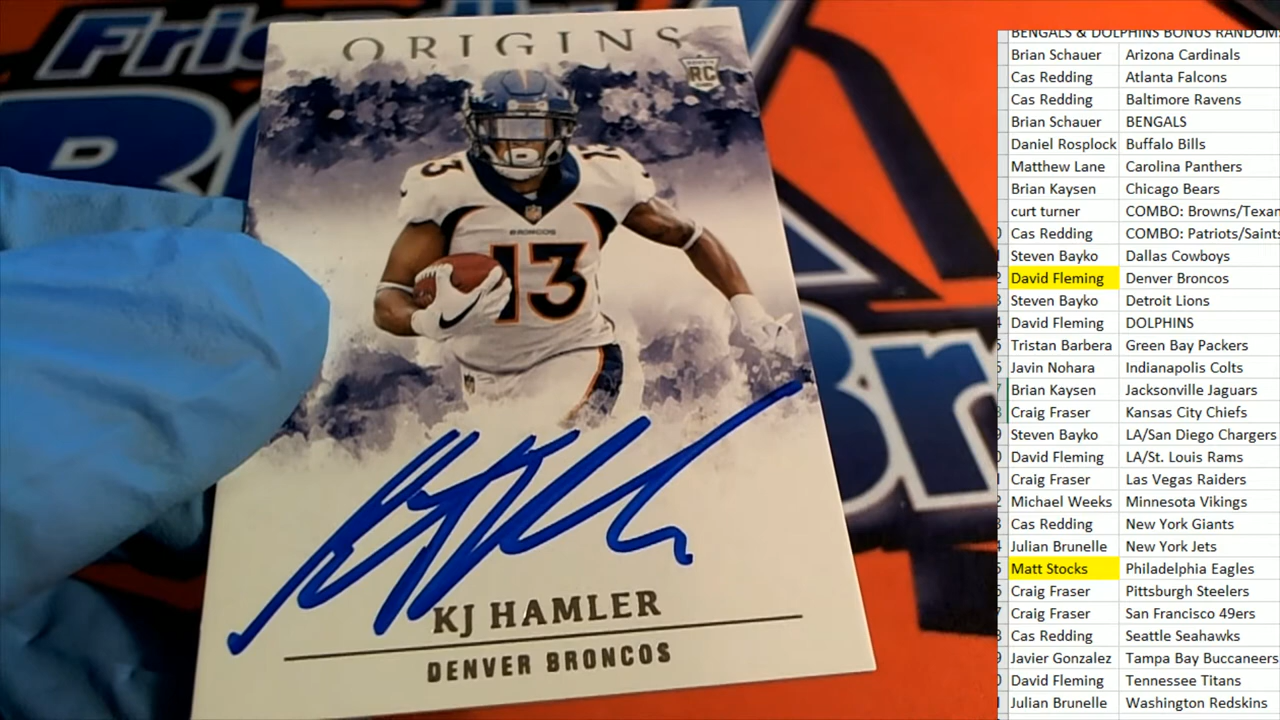 ORIGINS
RC
13
13
BRONCOS
13
KJ HAMLER
DENVER BRONCOS
BENGALS & DOLPHINS BONUS RANDOM
Brian Schauer Arizona Cardinals
Cas Redding Atlanta Falcons
Cas Redding Baltimore Ravens
Brian Schauer BENGALS
Daniel Rosplock Buffalo Bills
Matthew Lane Carolina Panthers
Brian Kaysen Chicago Bears
curt turner COMBO: Browns/Texan
Cas Redding COMBO: Patriots/Saints
Steven Bayko Dallas Cowboys
David Fleming Denver Broncos
Steven Bayko Detroit Lions
David Fleming DOLPHINS
Tristan Barbera Green Bay Packers
Javin Nohara Indianapolis Colts
Brian Kaysen Jacksonville Jaguars
Craig Fraser Kansas City Chiefs
Steven Bayko LA/San Diego Chargers
David Fleming LA/St. Louis Rams
Craig Fraser Las Vegas Raiders
Michael Weeks Minnesota Vikings
Cas Redding New York Giants
Julian Brunelle New York Jets
Matt Stocks Philadelphia Eagles
Craig Fraser Pittsburgh Steelers
Craig Fraser San Francisco 49ers
Cas Redding Seattle Seahawks
Javier Gonzalez Tampa Bay Buccaneers
David Fleming Tennessee Titans
Julian Brunelle Washington Redskins